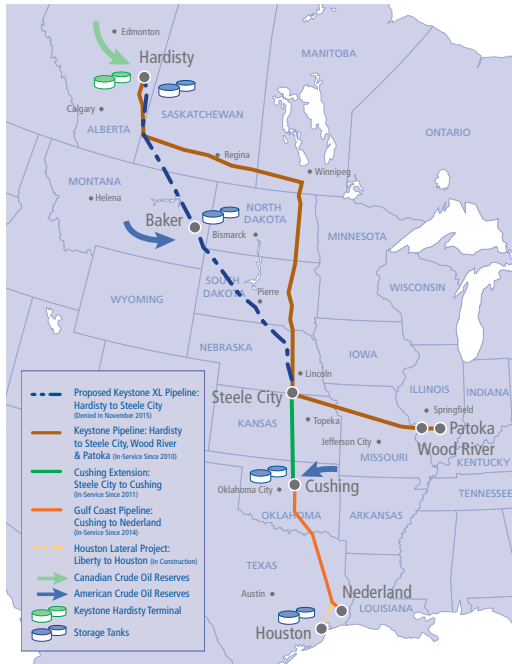 Edmonton
MANITOBA
Hardisty
Calgary
SASKATCHEWAN
ALBERTA
ONTARIO
Regina
Winnipeg
MONTANA
Helena
Baker
NORTH
DAKOTA
Bismarck
MINNESOTA
SOUTH
DAKOTA
Pierre
WISCONSIN
WYOMING
NEBRASKA
IOWA
Lincoln
ILLINOIS
INDIANA
Steele City
Springfield
KANSAS
Topeka
Patoka
Jefferson City
Wood River
MISSOURI
KENTUCKY
Cushing
Oklahoma City
TENNESSEE
OKLAHOMA
ARKANSAS
TEXAS
Austin
Nederland
LOUISIANA
Houston
Proposed Keystone XL Pipeline:
Hardisty to Steele City
(Denied in November 2015)
Keystone Pipeline: Hardisty
to Steele City, Wood River
& Patoka (In-Service Since 2010)
Cushing Extension:
Steele City to Cushing
(In-Service Since 2011)
Gulf Coast Pipeline:
Cushing to Nederland
(In-Service Since 2014)
Houston Lateral Project:
Liberty to Houston (In Construction)
Canadian Crude Oil Reserves
American Crude Oil Reserves
Keystone Hardisty Terminal
Storage Tanks